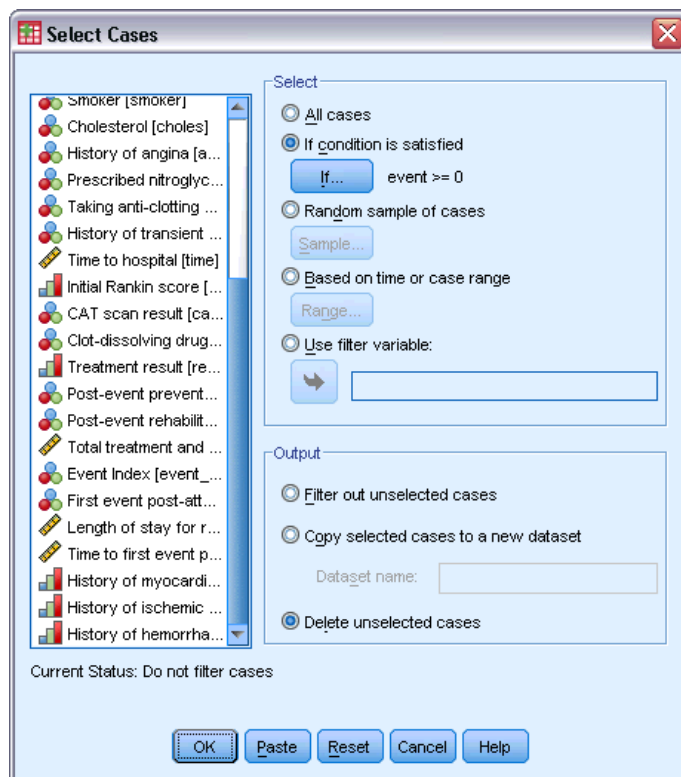 Select Cases
Smoker [smoker]
Cholesterol [choles]
History of angina [a...
Prescribed nitroglyc...
Taking anti-clotting ...
History of transient ...
Time to hospital [time]
Initial Rankin score [...
CAT scan result [ca...
Clot-dissolving drug...
Treatment result [re...
Post-event prevent...
Post-event rehabilit...
Total treatment and ...
Event Index [event_...
First event post-att...
Length of stay for r...
Time to first event p...
History of myocardi...
History of ischemic ...
History of hemorrha...
Select
All cases
If condition is satisfied
If... event >= 0
Random sample of cases
Sample...
Based on time or case range
Range...
Use filter variable:
Output
Filter out unselected cases
Copy selected cases to a new dataset
Dataset name:
Delete unselected cases
Current Status: Do not filter cases
OK Paste Reset Cancel Help